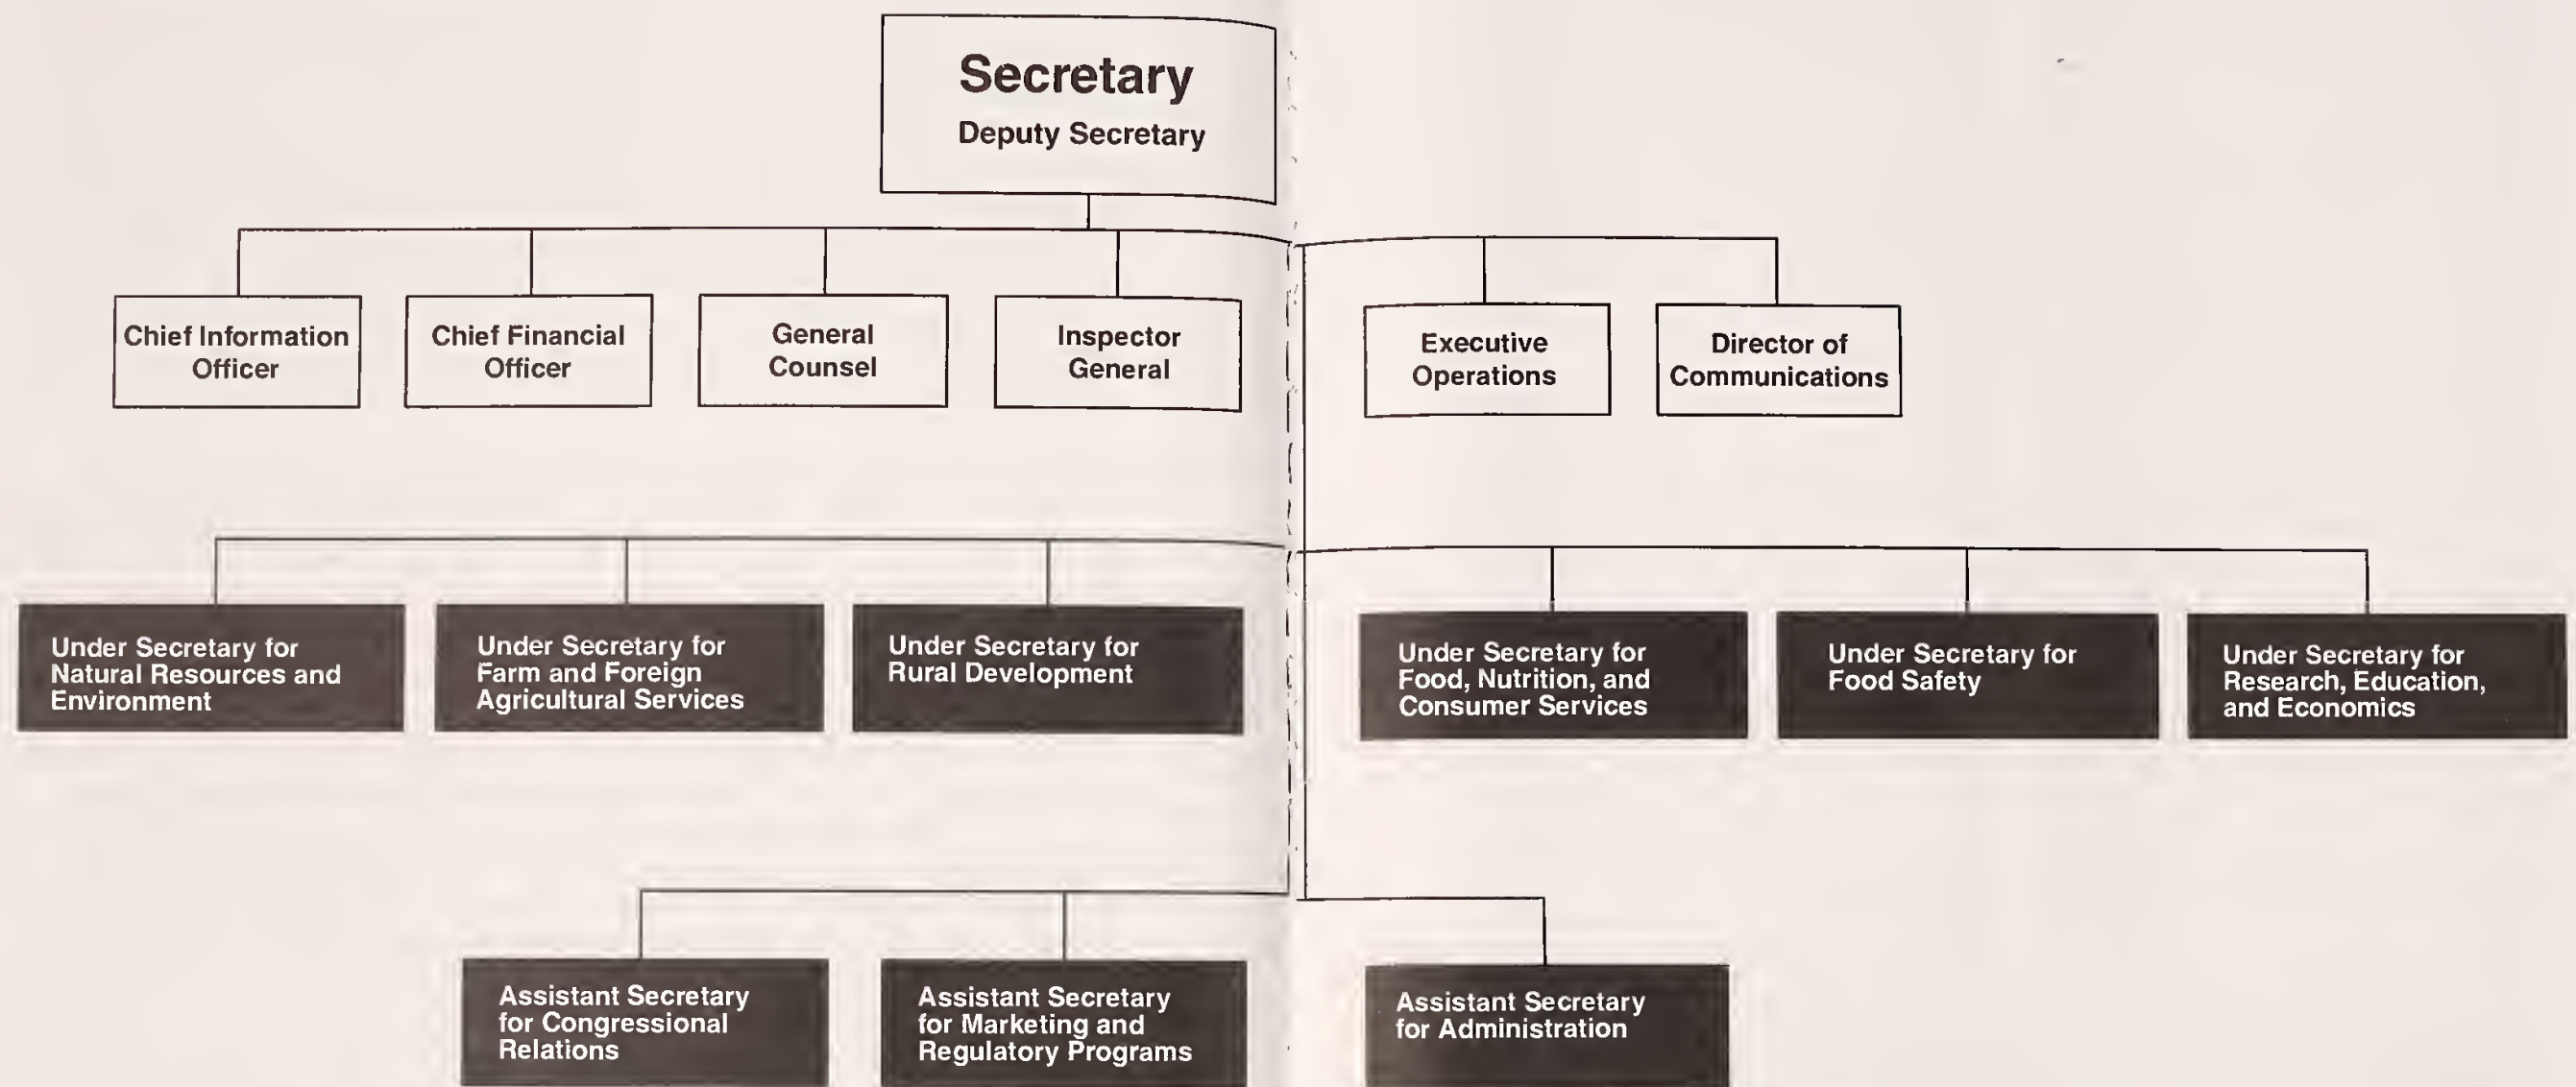 Secretary
Deputy Secretary
Chief Information
Officer
Chief Financial
Officer
General
Counsel
Inspector
General
Executive
Operations
Director of
Communications
Under Secretary for
Natural Resources and
Environment
Under Secretary for
Farm and Foreign
Agricultural Services
Under Secretary for
Rural Development
Under Secretary for
Food, Nutrition, and
Consumer Services
Under Secretary for
Food Safety
Under Secretary for
Research, Education,
and Economics
Assistant Secretary
for Congressional
Relations
Assistant Secretary
for Marketing and
Regulatory Programs
Assistant Secretary
for Administration